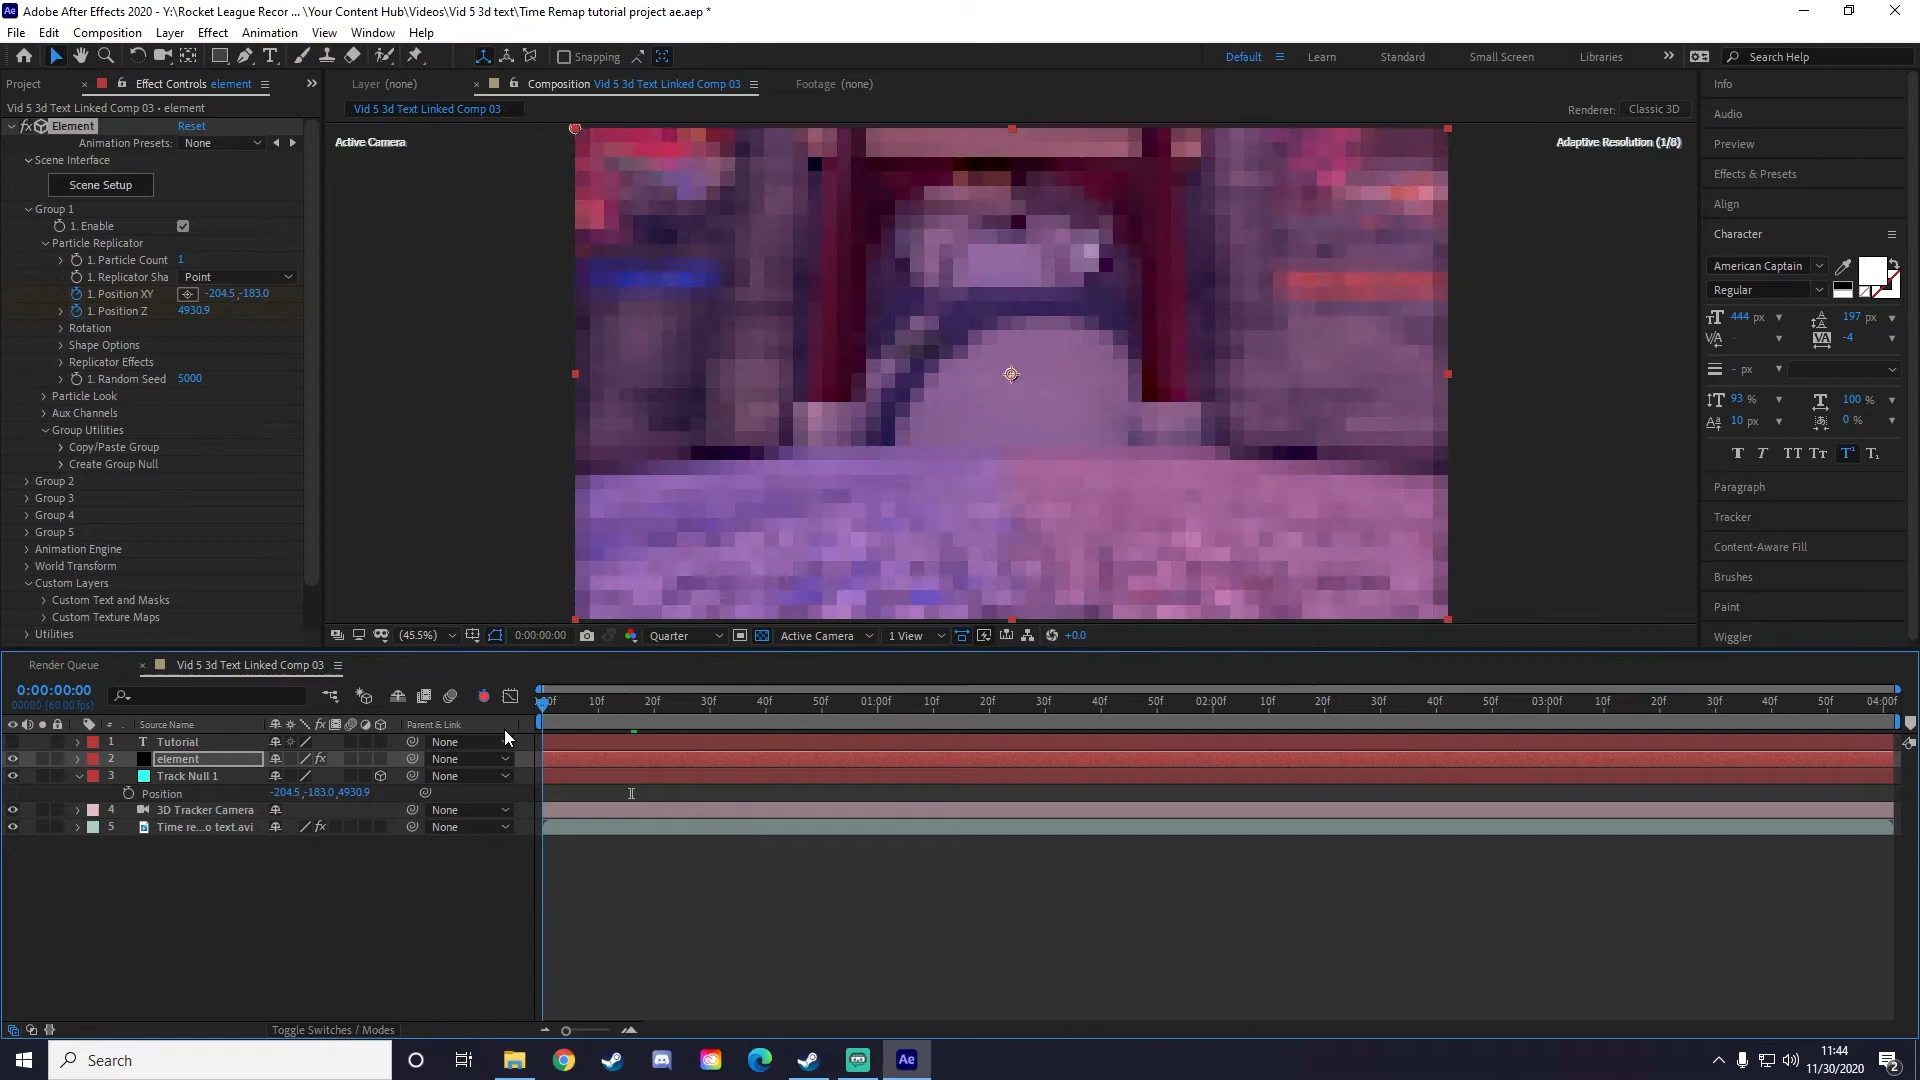 Adobe After Effects 2020 - Y:\Rocket League Recor ... \Your Content Hub\Videos\Vid 5 3d text\Time Remap tutorial project ae.aep *
File Edit Composition Layer Effect Animation View Window Help
Snapping
Default Learn Standard Small Screen Libraries Search Help
Project Effect Controls element
Layer (none) Composition Vid 5 3d Text Linked Comp 03 Footage (none)
Vid 5 3d Text Linked Comp 03 • element
Vid 5 3d Text Linked Comp 03
Renderer: Classic 3D
Element Reset
Animation Presets: None
Scene Interface
Scene Setup
Group 1
1. Enable
Particle Replicator
1. Particle Count 1
1. Replicator Sha Point
1. Position XY -204.5,-183.0
1. Position Z 4930.9
Rotation
Shape Options
Replicator Effects
1. Random Seed 5000
Particle Look
Aux Channels
Group Utilities
Copy/Paste Group
Create Group Null
Group 2
Group 3
Group 4
Group 5
Animation Engine
World Transform
Custom Layers
Custom Text and Masks
Custom Texture Maps
Utilities
Active Camera
Adaptive Resolution (1/8)
(45.5%) 0:00:00:00 Quarter Active Camera 1 View +0.0
Info
Audio
Preview
Effects & Presets
Align
Character
American Captain
Regular
444 px 197 px
- -4
- px
93 % 100 %
10 px 0 %
T T TT Tт T¹ T₁
Paragraph
Tracker
Content-Aware Fill
Brushes
Paint
Wiggler
Render Queue Vid 5 3d Text Linked Comp 03
0:00:00:00
00000 (60.00 fps)
:00f 10f 20f 30f 40f 50f 01:00f 10f 20f 30f 40f 50f 02:00f 10f 20f 30f 40f 50f 03:00f 10f 20f 30f 40f 50f 04:00f
# Source Name Parent & Link
1 T Tutorial None
2 element None
3 Track Null 1 None
Position -204.5,-183.0,4930.9
4 3D Tracker Camera None
5 Time re...o text.avi None
Toggle Switches / Modes
Search
Ae
11:44
11/30/2020
2